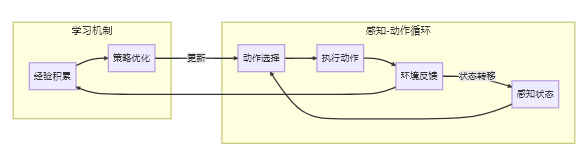 学习机制
感知-动作循环
策略优化
更新
动作选择
执行动作
经验积累
环境反馈
状态转移
感知状态